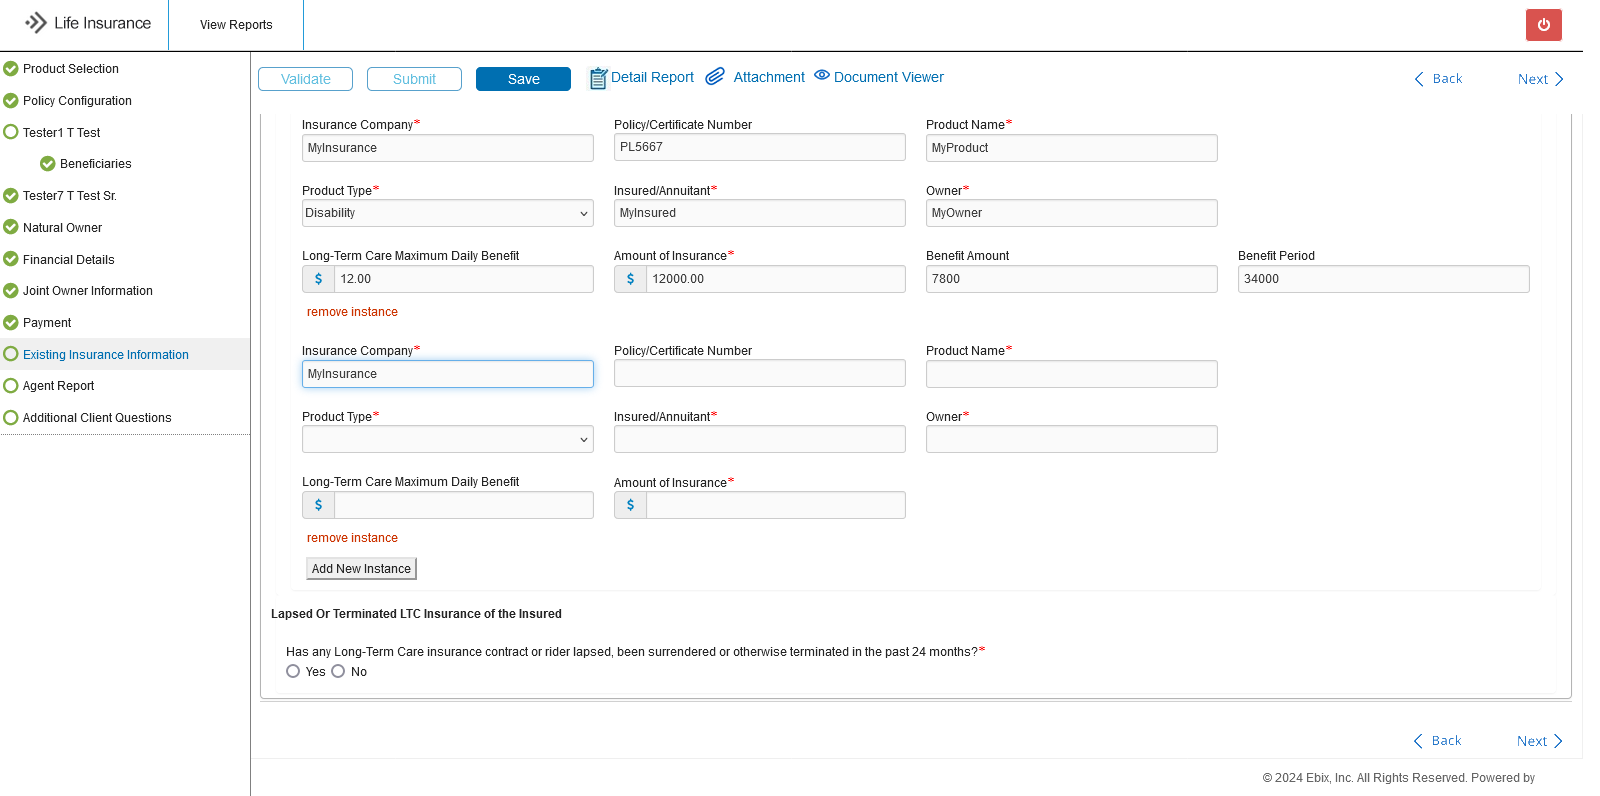 Life Insurance
View Reports
Product Selection
Policy Configuration
Tester1 T Test
Beneficiaries
Tester7 T Test Sr.
Natural Owner
Financial Details
Joint Owner Information
Payment
Existing Insurance Information
Agent Report
Additional Client Questions
Validate Submit Save Detail Report Attachment Document Viewer Back Next
Insurance Company* Policy/Certificate Number Product Name*
MyInsurance PL5667 MyProduct
Product Type* Insured/Annuitant* Owner*
Disability MyInsured MyOwner
Long-Term Care Maximum Daily Benefit Amount of Insurance* Benefit Amount Benefit Period
$ 12.00 $ 12000.00 7800 34000
remove instance
Insurance Company* Policy/Certificate Number Product Name*
MyInsurance
Product Type* Insured/Annuitant* Owner*
Long-Term Care Maximum Daily Benefit Amount of Insurance*
$ $
remove instance
Add New Instance
Lapsed Or Terminated LTC Insurance of the Insured
Has any Long-Term Care insurance contract or rider lapsed, been surrendered or otherwise terminated in the past 24 months?*
Yes No
Back Next
© 2024 Ebix, Inc. All Rights Reserved. Powered by